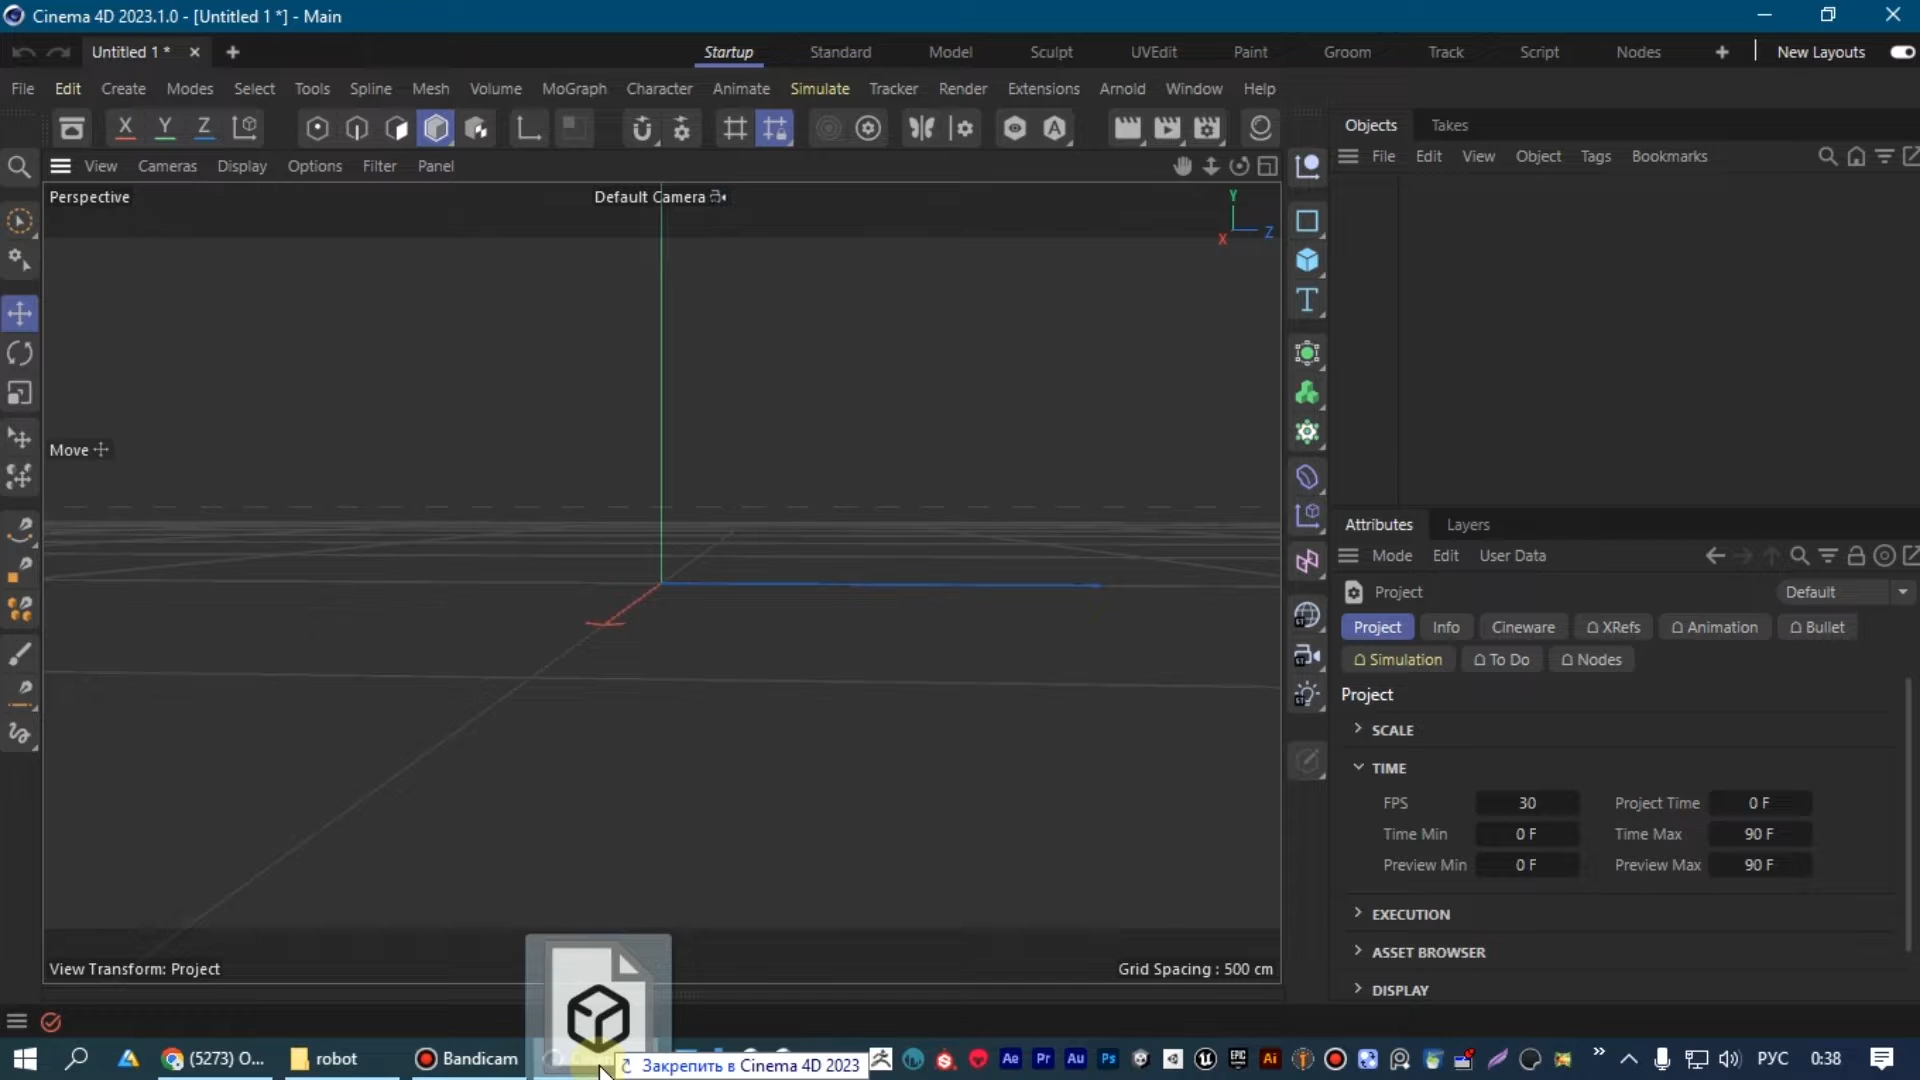 Cinema 4D 2023.1.0 - [Untitled 1 *] - Main
Untitled 1 *
Startup Standard Model Sculpt UVEdit Paint Groom Track Script Nodes New Layouts
File Edit Create Modes Select Tools Spline Mesh Volume MoGraph Character Animate Simulate Tracker Render Extensions Arnold Window Help
X Y Z
Objects Takes
File Edit View Object Tags Bookmarks
View Cameras Display Options Filter Panel
Perspective
Default Camera
Y
X
Z
Move
View Transform: Project
Grid Spacing : 500 cm
Attributes Layers
Mode Edit User Data
Project
Default
Project Info Cineware XRefs Animation Bullet
Simulation To Do Nodes
Project
SCALE
TIME
FPS 30 Project Time 0 F
Time Min 0 F Time Max 90 F
Preview Min 0 F Preview Max 90 F
EXECUTION
ASSET BROWSER
DISPLAY
(5273) O...
robot
Bandicam
Закрепить в Cinema 4D 2023
Ae Pr Au Ps
EPIC
Ai
РУС
0:38